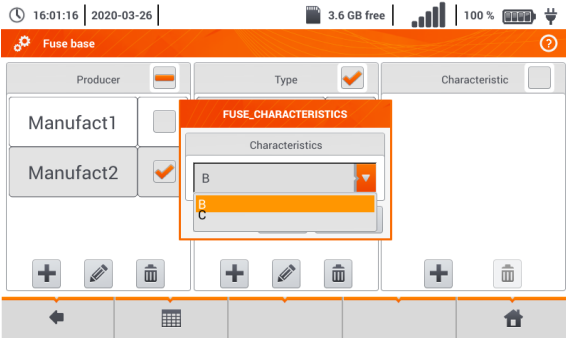 16:01:16 2020-03-26 3.6 GB free 100 %
Fuse base ?
Producer Type Characteristic
FUSE_CHARACTERISTICS
Characteristics
Manufact1
Manufact2
B
B
C